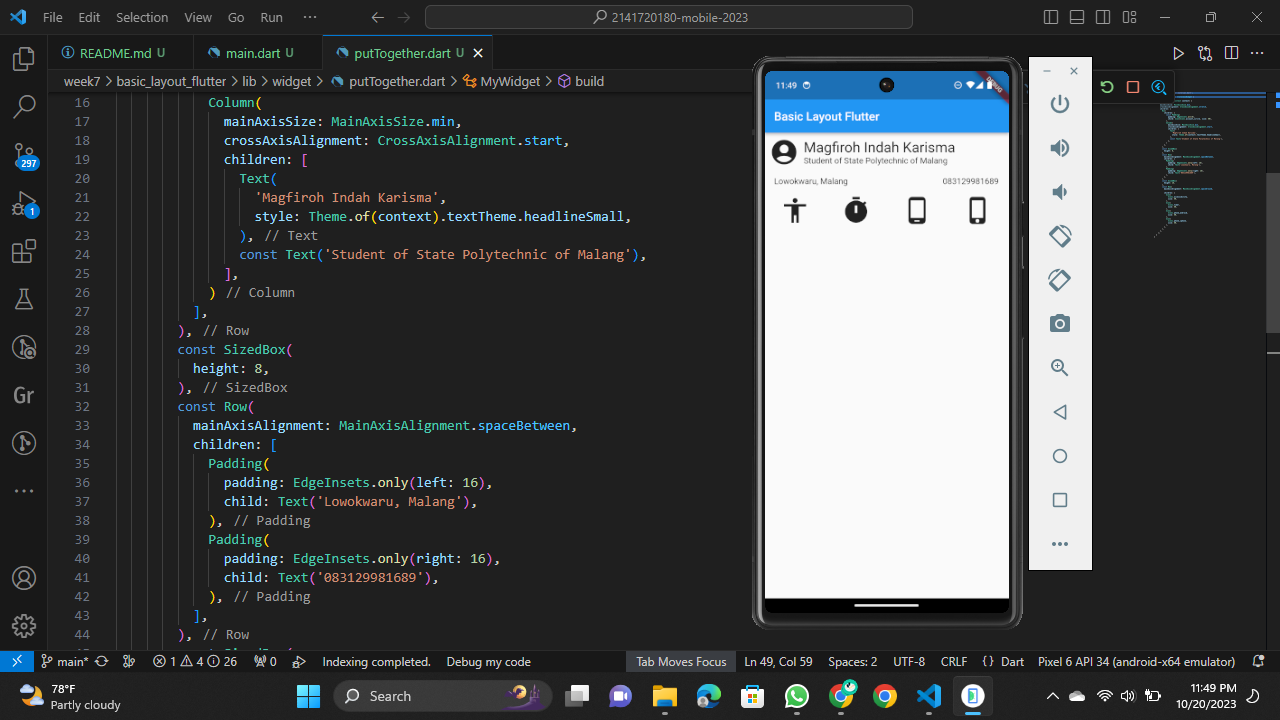 File Edit Selection View Go Run ··· 2141720180-mobile-2023
README.md U main.dart U putTogether.dart U
week7 > basic_layout_flutter > lib > widget > putTogether.dart > MyWidget > build
16 Column(
17 mainAxisSize: MainAxisSize.min,
18 crossAxisAlignment: CrossAxisAlignment.start,
19 children: [
20 Text(
21 'Magfiroh Indah Karisma',
22 style: Theme.of(context).textTheme.headlineSmall,
23 ), // Text
24 const Text('Student of State Polytechnic of Malang'),
25 ],
26 ) // Column
27 ],
28 ), // Row
29 const SizedBox(
30 height: 8,
31 ), // SizedBox
32 const Row(
33 mainAxisAlignment: MainAxisAlignment.spaceBetween,
34 children: [
35 Padding(
36 padding: EdgeInsets.only(left: 16),
37 child: Text('Lowokwaru, Malang'),
38 ), // Padding
39 Padding(
40 padding: EdgeInsets.only(right: 16),
41 child: Text('083129981689'),
42 ), // Padding
43 ],
44 ), // Row
297
1
Gr
11:49
Basic Layout Flutter
Magfiroh Indah Karisma
Student of State Polytechnic of Malang
Lowokwaru, Malang 083129981689
main* 1 4 26 0 Indexing completed. Debug my code Tab Moves Focus Ln 49, Col 59 Spaces: 2 UTF-8 CRLF {} Dart Pixel 6 API 34 (android-x64 emulator)
78°F
Partly cloudy
Search
11:49 PM
10/20/2023